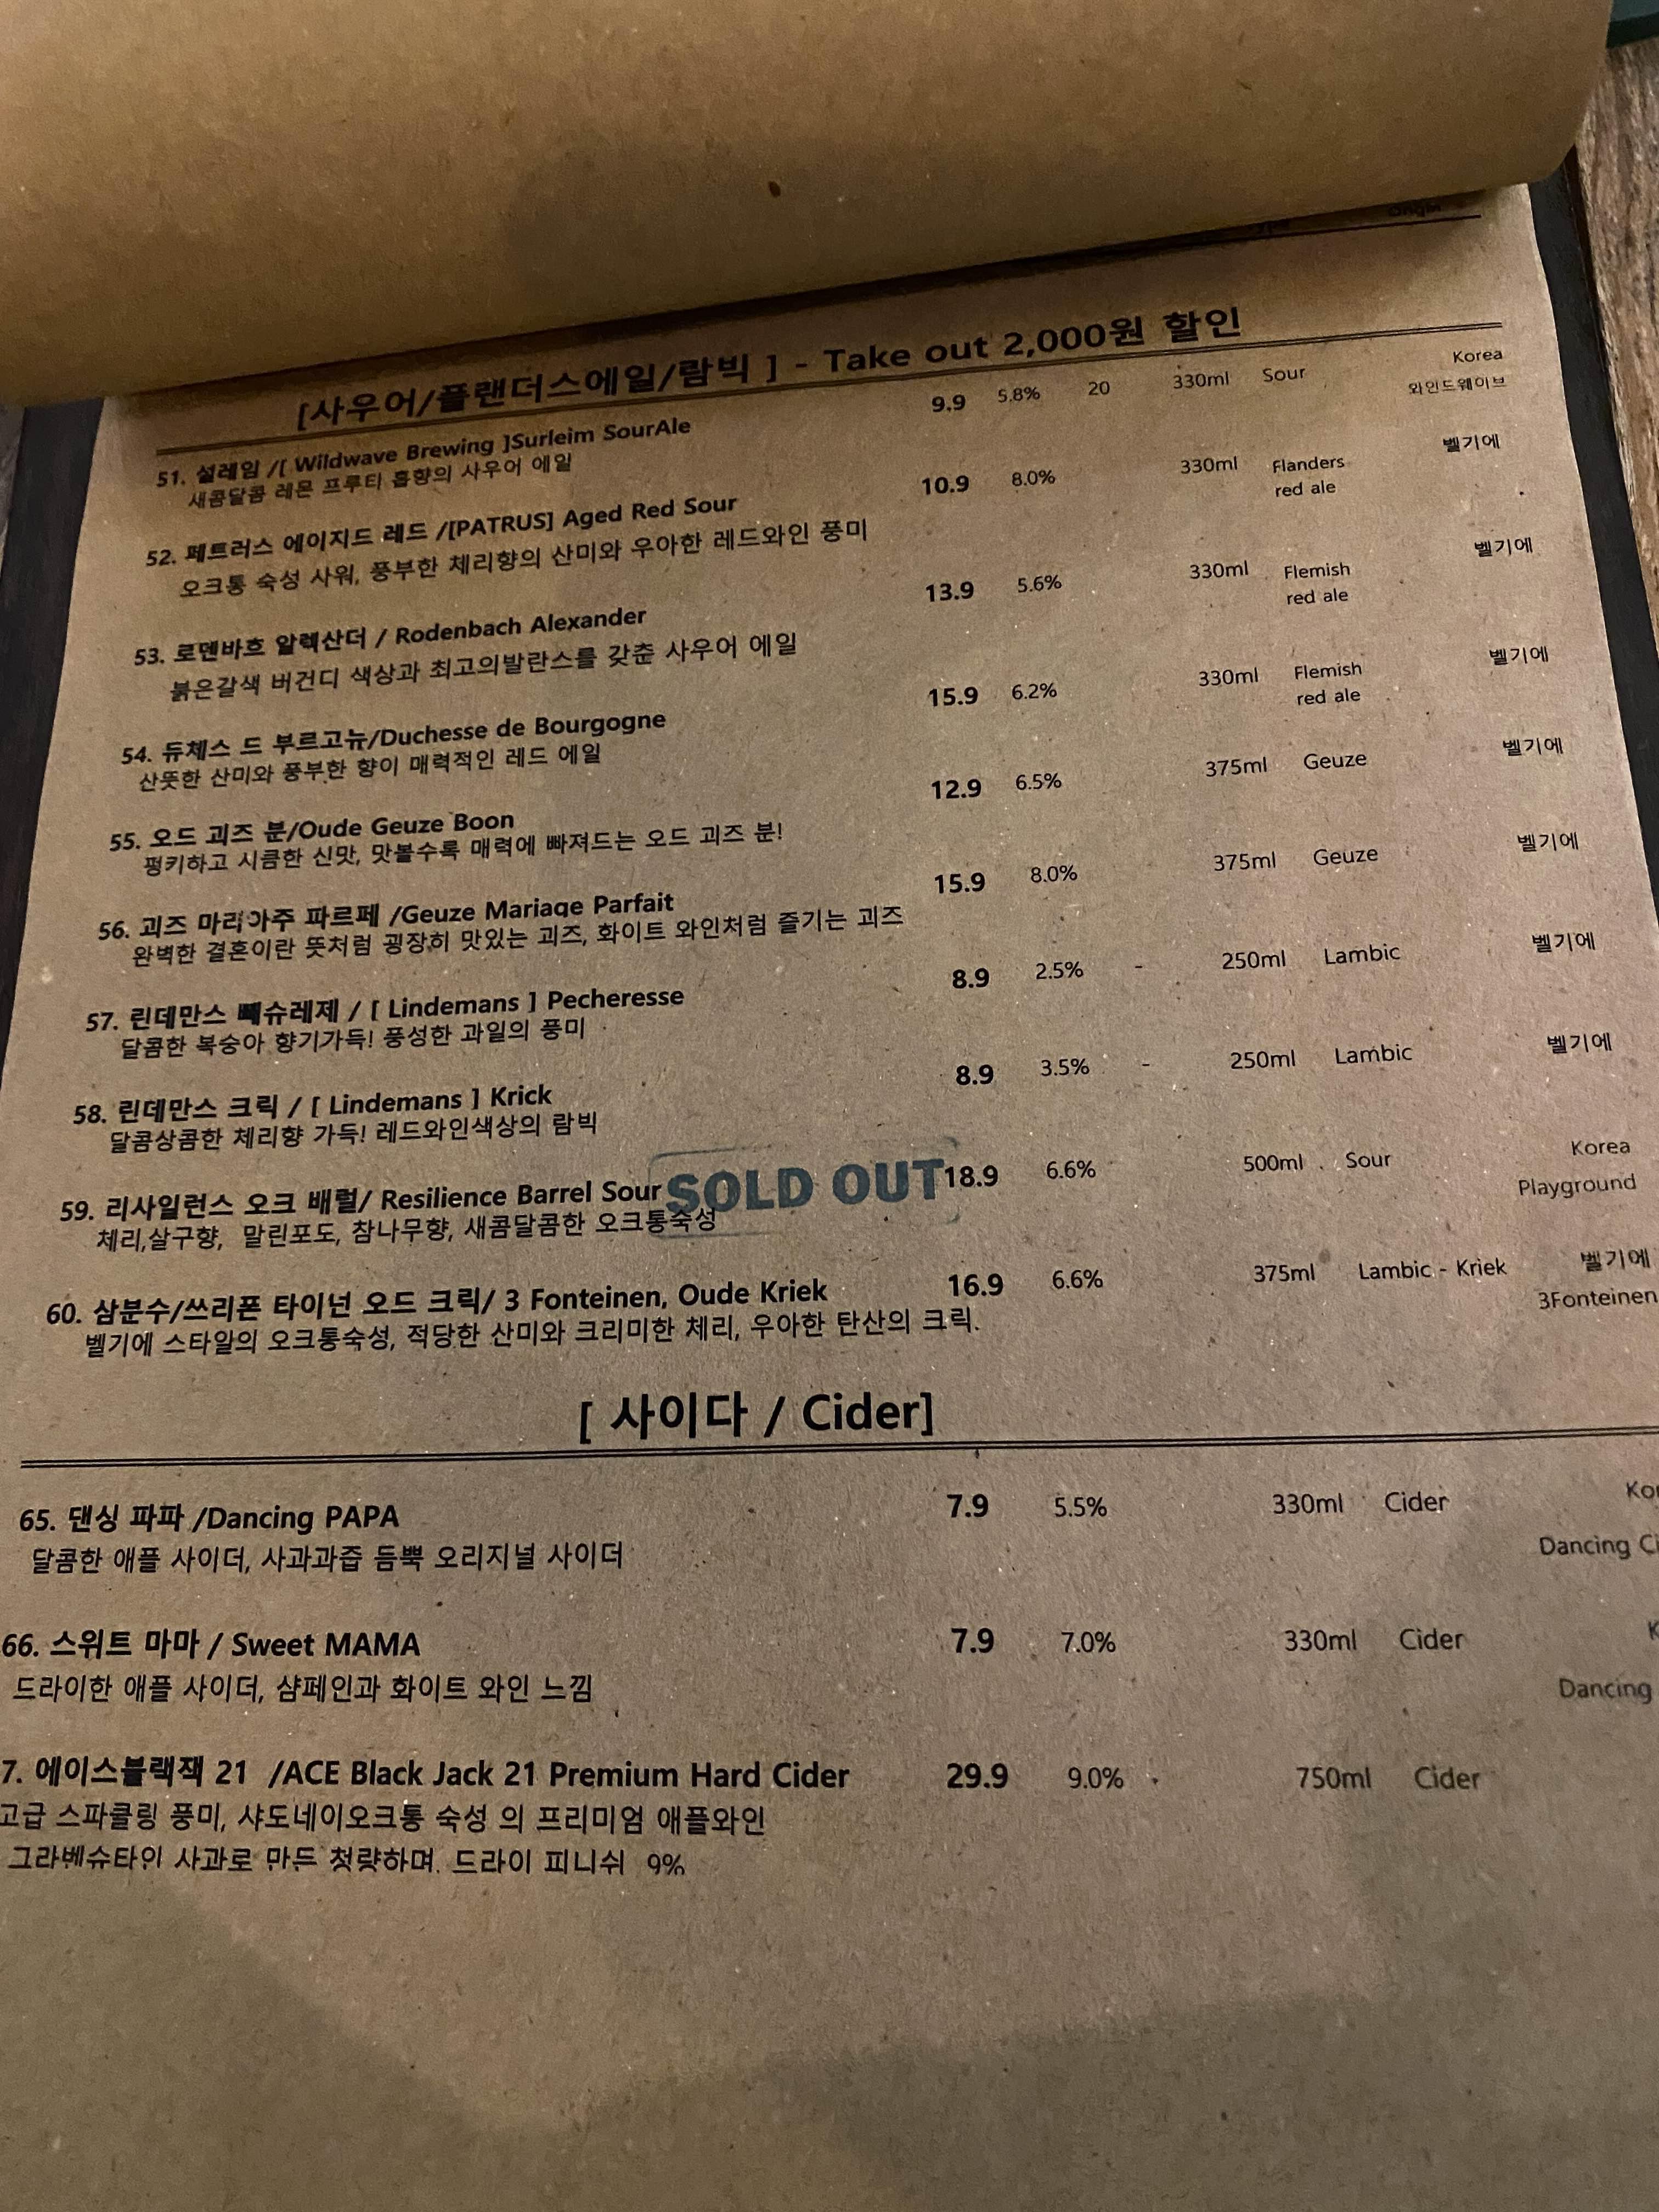 [사우어/플랜더스에일/람빅 ] - Take out 2,000원 할인
51. 설레임 /[ Wildwave Brewing ]Surleim SourAle 9.9 5.8% 20 330ml Sour Korea
새콤달콤 레몬 프루티 홉향의 사우어 에일 와인드웨이브
52. 페트러스 에이지드 레드 /[PATRUS] Aged Red Sour 10.9 8.0% 330ml Flanders red ale 벨기에
오크통 숙성 사워, 풍부한 체리향의 산미와 우아한 레드와인 풍미
53. 로덴바흐 알렉산더 / Rodenbach Alexander 13.9 5.6% 330ml Flemish red ale 벨기에
붉은갈색 버건디 색상과 최고의발란스를 갖춘 사우어 에일
54. 듀체스 드 부르고뉴/Duchesse de Bourgogne 15.9 6.2% 330ml Flemish red ale 벨기에
산뜻한 산미와 풍부한 향이 매력적인 레드 에일
55. 오드 괴즈 분/Oude Geuze Boon 12.9 6.5% 375ml Geuze 벨기에
펑키하고 시큼한 신맛, 맛볼수록 매력에 빠져드는 오드 괴즈 분!
56. 괴즈 마리아주 파르페 /Geuze Mariage Parfait 15.9 8.0% 375ml Geuze 벨기에
완벽한 결혼이란 뜻처럼 굉장히 맛있는 괴즈, 화이트 와인처럼 즐기는 괴즈
57. 린데만스 뻬슈레제 / [ Lindemans ] Pecheresse 8.9 2.5% - 250ml Lambic 벨기에
달콤한 복숭아 향기가득! 풍성한 과일의 풍미
58. 린데만스 크릭 / [ Lindemans ] Krick 8.9 3.5% - 250ml Lambic 벨기에
달콤상콤한 체리향 가득! 레드와인색상의 람빅
59. 리사일런스 오크 배럴/ Resilience Barrel Sour SOLD OUT 18.9 6.6% 500ml Sour Korea
체리,살구향, 말린포도, 참나무향, 새콤달콤한 오크통숙성 Playground
60. 삼분수/쓰리폰 타이넌 오드 크릭/ 3 Fonteinen, Oude Kriek 16.9 6.6% 375ml Lambic - Kriek 벨기에
벨기에 스타일의 오크통숙성, 적당한 산미와 크리미한 체리, 우아한 탄산의 크릭. 3Fonteinen
[ 사이다 / Cider]
65. 댄싱 파파 /Dancing PAPA 7.9 5.5% 330ml Cider Kor
달콤한 애플 사이더, 사과과즙 듬뿍 오리지널 사이더 Dancing Ci
66. 스위트 마마 / Sweet MAMA 7.9 7.0% 330ml Cider K
드라이한 애플 사이더, 샴페인과 화이트 와인 느낌 Dancing
7. 에이스블랙잭 21 /ACE Black Jack 21 Premium Hard Cider 29.9 9.0% 750ml Cider
고급 스파클링 풍미, 샤도네이오크통 숙성 의 프리미엄 애플와인
그라벤슈타인 사과로 만든 청량하며. 드라이 피니쉬 9%